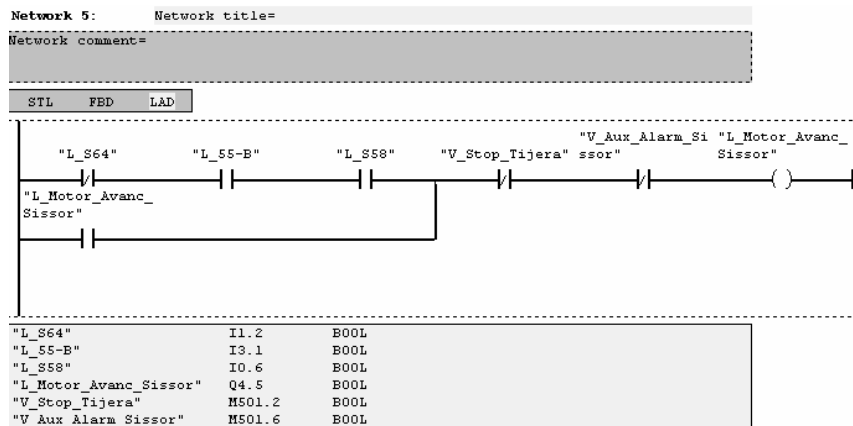 Network 5: Network title=
Network comment=
STL FBD LAD
"V_Aux_Alarm_Si "L_Motor_Avanc_
"L_S64" "L_55-B" "L_S58" "V_Stop_Tijera" ssor" Sissor"
"L_Motor_Avanc_
Sissor"
"L_S64" I1.2 BOOL
"L_55-B" I3.1 BOOL
"L_S58" I0.6 BOOL
"L_Motor_Avanc_Sissor" Q4.5 BOOL
"V_Stop_Tijera" M501.2 BOOL
"V_Aux_Alarm_Sissor" M501.6 BOOL